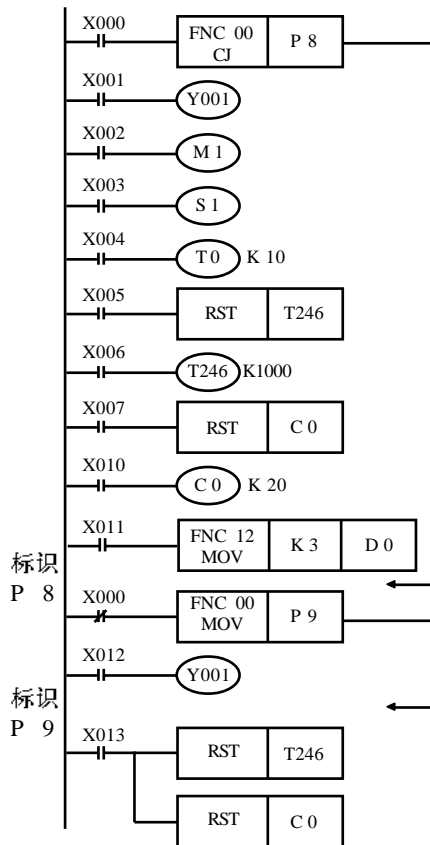 X000
FNC 00
CJ
P 8
X001
Y001
X002
M 1
X003
S 1
X004
T 0
K 10
X005
RST
T246
X006
T246
K1000
X007
RST
C 0
X010
C 0
K 20
X011
FNC 12
MOV
K 3
D 0
标识
P 8
X000
FNC 00
MOV
P 9
X012
Y001
标识
P 9
X013
RST
T246
RST
C 0